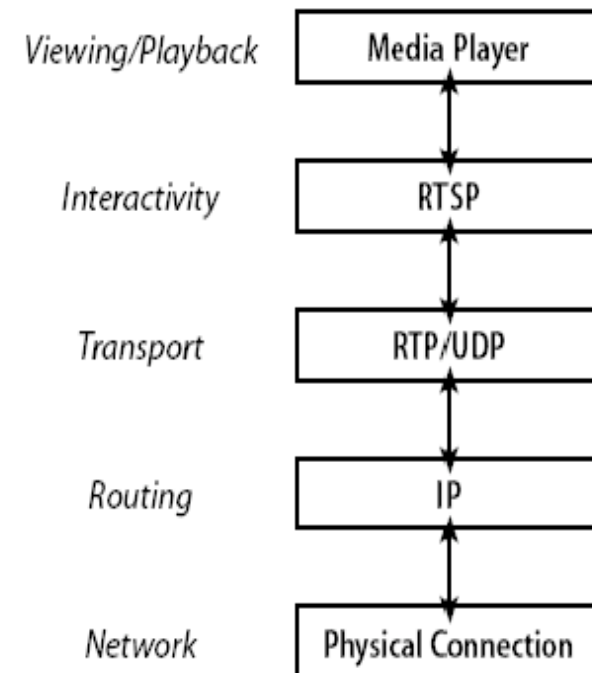 Viewing/Playback Media Player
Interactivity RTSP
Transport RTP/UDP
Routing IP
Network Physical Connection